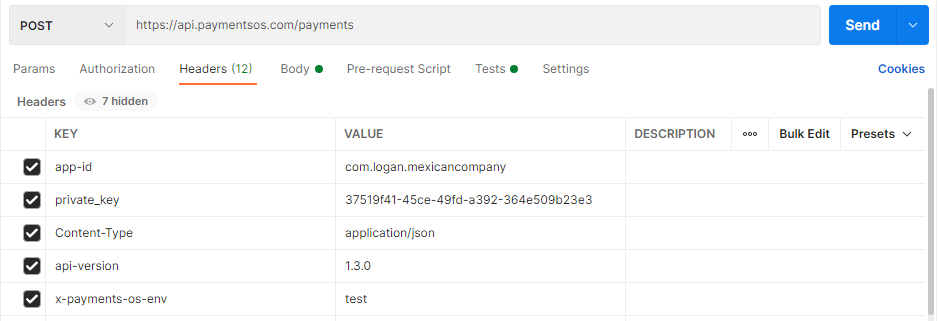 POST https://api.paymentsos.com/payments Send
Params Authorization Headers (12) Body Pre-request Script Tests Settings Cookies
Headers 7 hidden
KEY VALUE DESCRIPTION Bulk Edit Presets
app-id com.logan.mexicancompany
private_key 37519f41-45ce-49fd-a392-364e509b23e3
Content-Type application/json
api-version 1.3.0
x-payments-os-env test